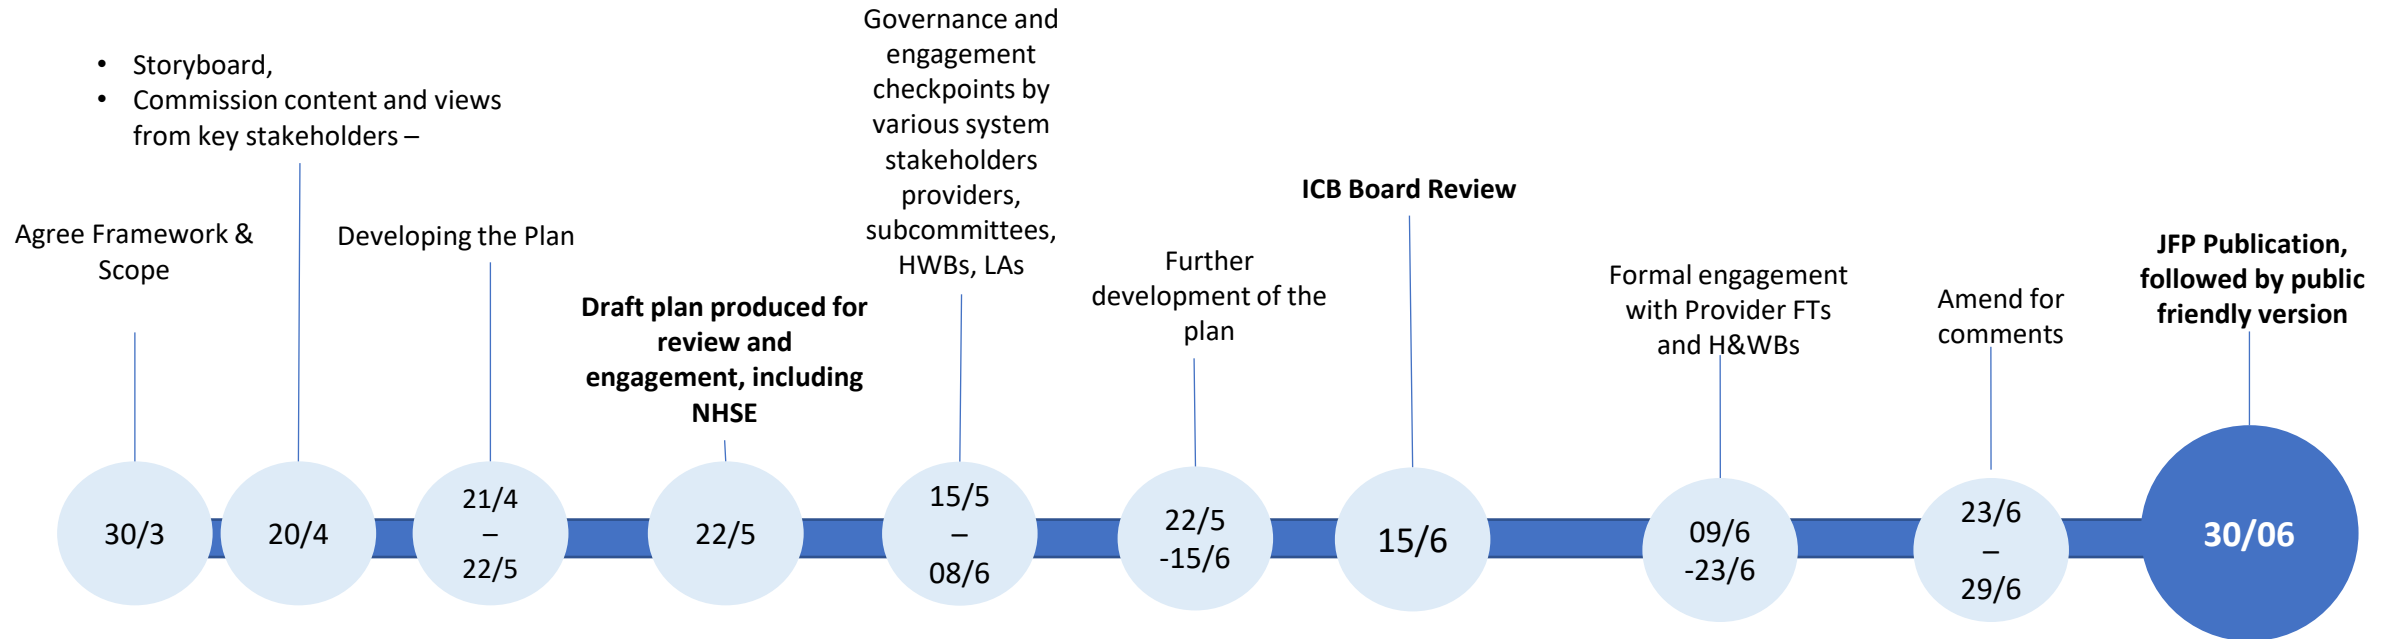 Agree Framework &
Scope
30/3
• Storyboard,
• Commission content and views
from key stakeholders –
20/4
Developing the Plan
21/4
–
22/5
Draft plan produced for
review and
engagement, including
NHSE
22/5
Governance and
engagement
checkpoints by
various system
stakeholders
providers,
subcommittees,
HWBs, LAs
15/5
–
08/6
Further
development of the
plan
22/5
-15/6
ICB Board Review
15/6
Formal engagement
with Provider FTs
and H&WBs
09/6
-23/6
Amend for
comments
23/6
–
29/6
JFP Publication,
followed by public
friendly version
30/06